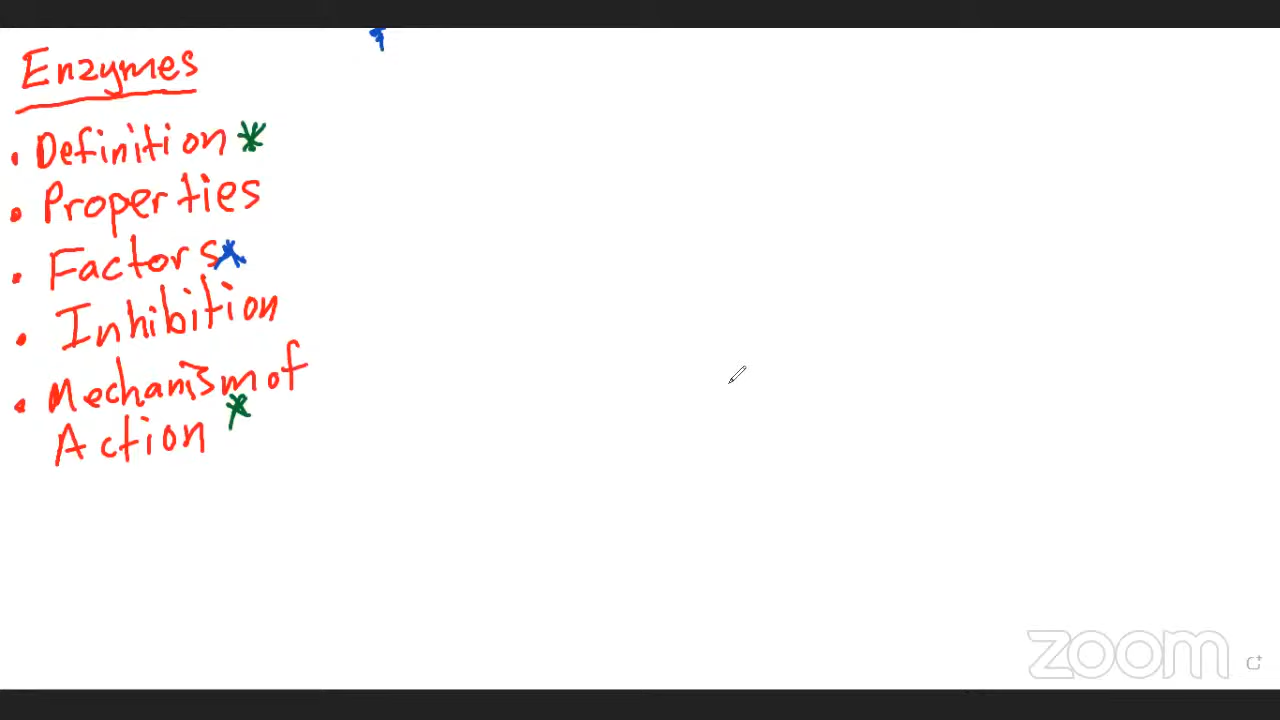 Enzymes
• Definition *
• Properties
• Factors *
• Inhibition
• Mechanism of
Action *
zoom